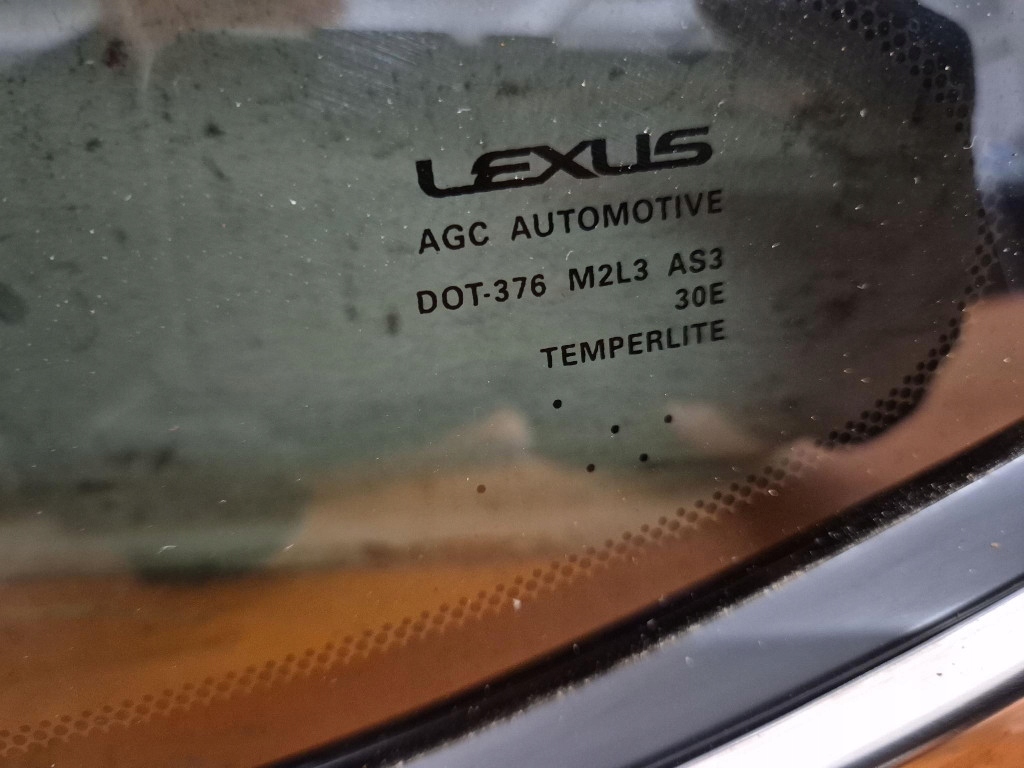 LEXUS
AGC AUTOMOTIVE
DOT-376 M2L3 AS3
30E
TEMPERLITE